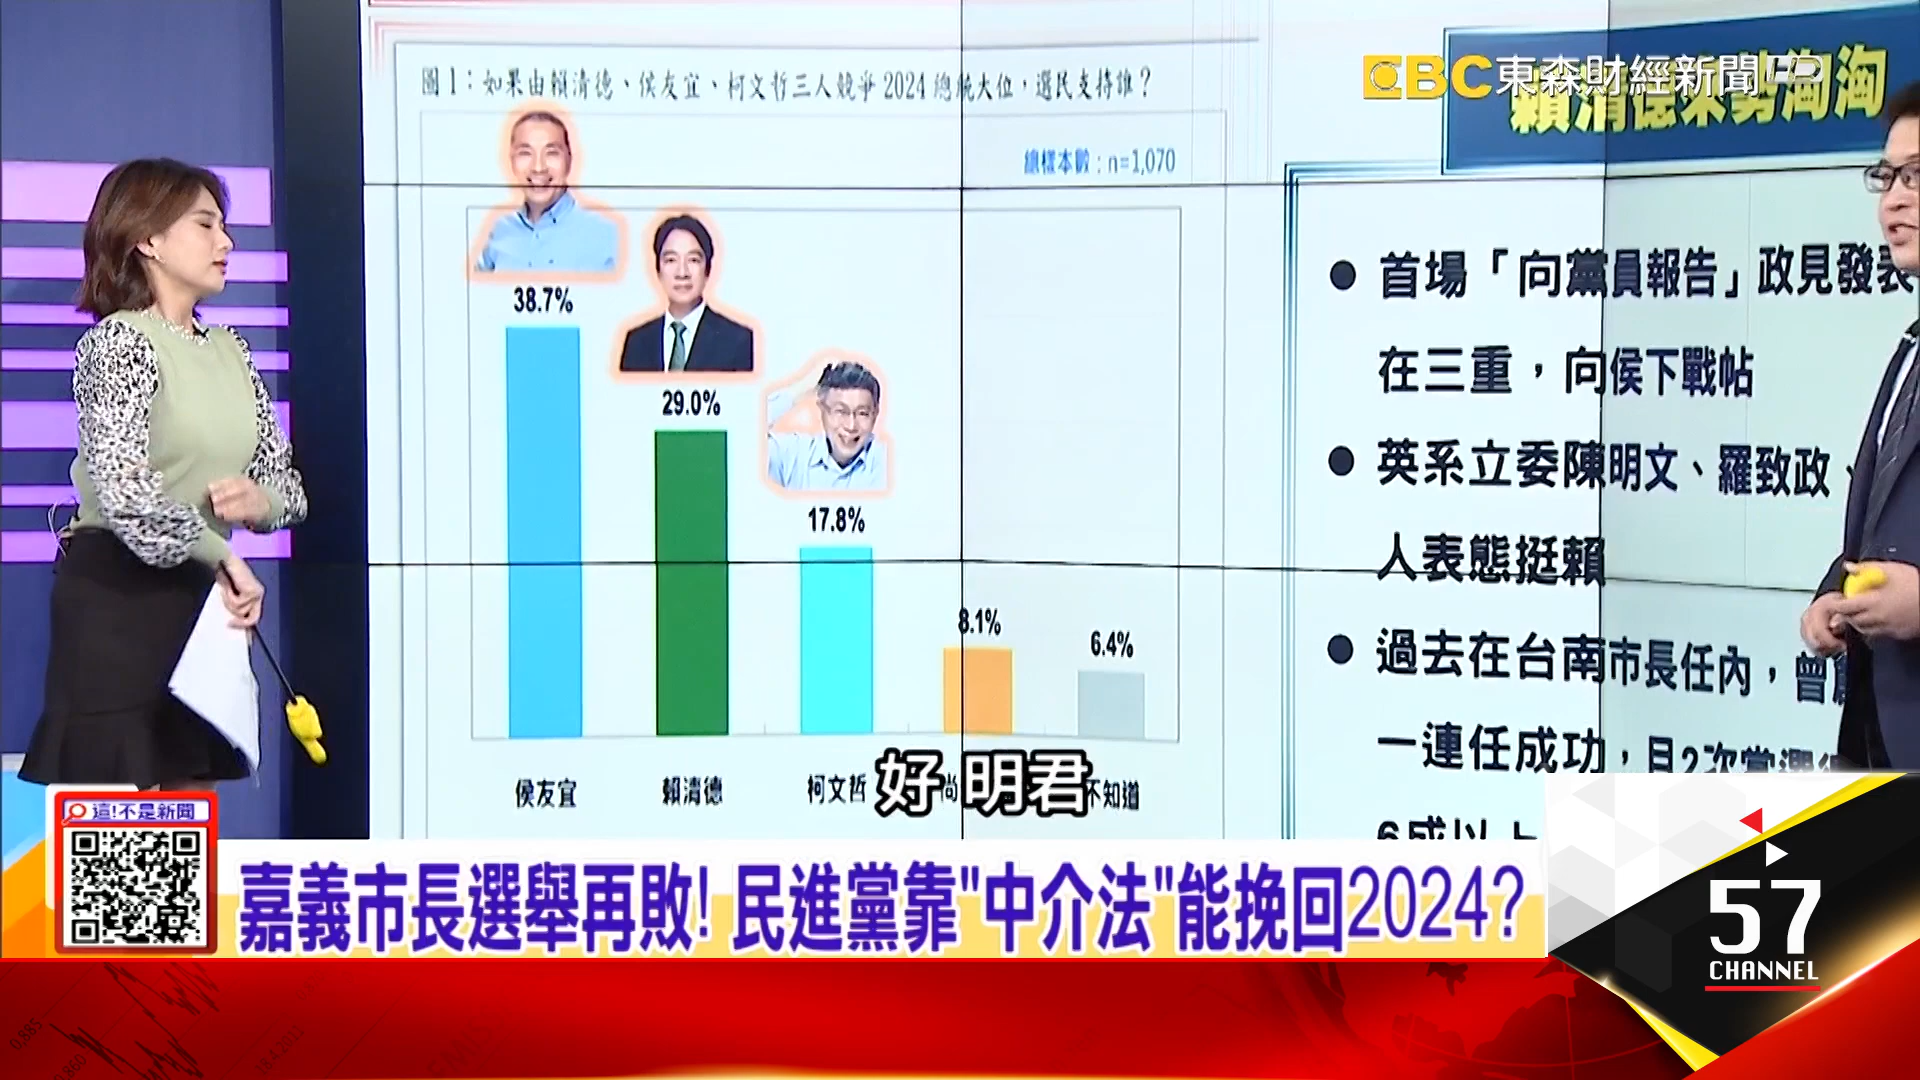 圖1：如果由賴清德、侯友宜、柯文哲三人競爭2024總統大位，選民支持誰？
總樣本數：n=1,070
38.7%
29.0%
17.8%
8.1%
6.4%
侯友宜
賴清德
柯文哲
尚
不知道
EBC東森財經新聞HD
賴清德來勢洶洶
首場「向黨員報告」政見發表
在三重，向侯下戰帖
英系立委陳明文、羅致政、
人表態挺賴
過去在台南市長任內，曾
一連任成功，且2次當選
6成以上
好 明君
這!不是新聞
嘉義市長選舉再敗! 民進黨靠"中介法"能挽回2024?
57
CHANNEL